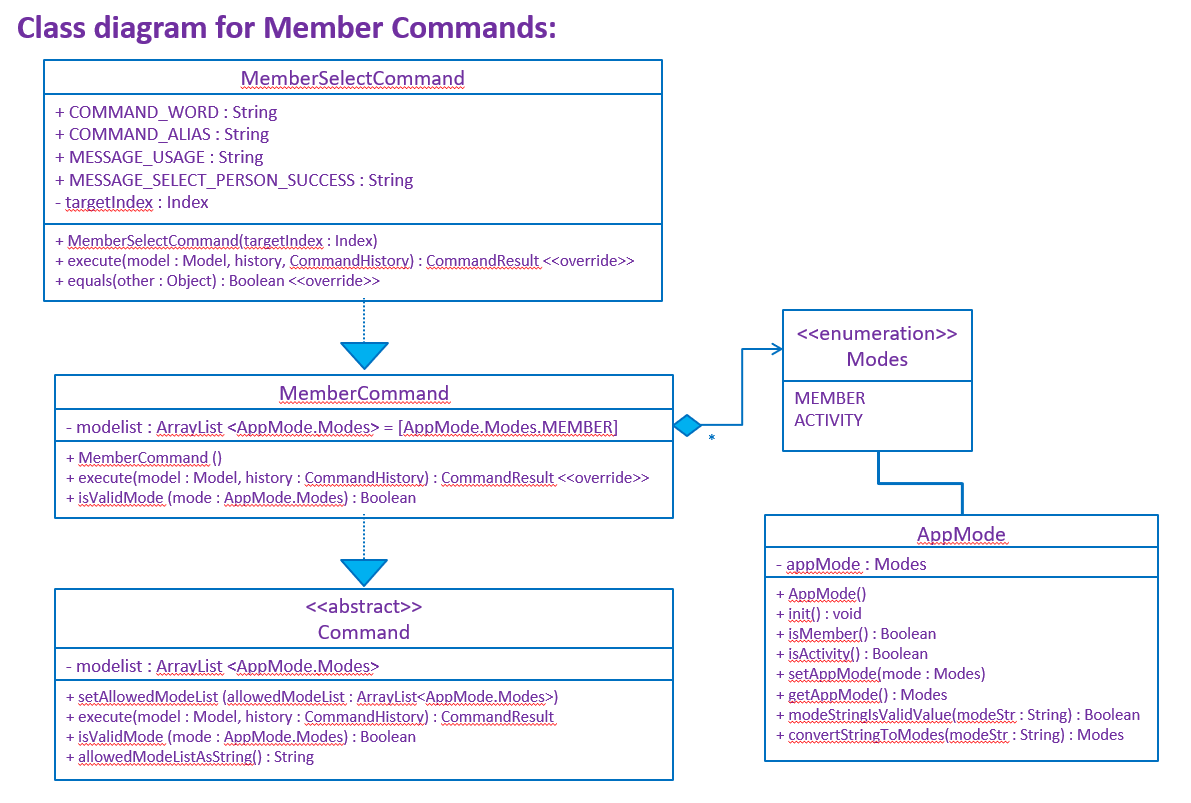 Class diagram for Member Commands:
MemberSelectCommand
+ COMMAND_WORD : String
+ COMMAND_ALIAS : String
+ MESSAGE_USAGE : String
+ MESSAGE_SELECT_PERSON_SUCCESS : String
- targetIndex : Index
+ MemberSelectCommand(targetIndex : Index)
+ execute(model : Model, history, CommandHistory) : CommandResult <<override>>
+ equals(other : Object) : Boolean <<override>>
MemberCommand
- modelist : ArrayList <AppMode.Modes> = [AppMode.Modes.MEMBER]
+ MemberCommand ()
+ execute(model : Model, history : CommandHistory) : CommandResult <<override>>
+ isValidMode (mode : AppMode.Modes) : Boolean
*
<<enumeration>>
Modes
MEMBER
ACTIVITY
<<abstract>>
Command
- modelist : ArrayList <AppMode.Modes>
+ setAllowedModeList (allowedModeList : ArrayList<AppMode.Modes>)
+ execute(model : Model, history : CommandHistory) : CommandResult
+ isValidMode (mode : AppMode.Modes) : Boolean
+ allowedModeListAsString() : String
AppMode
- appMode : Modes
+ AppMode()
+ init() : void
+ isMember() : Boolean
+ isActivity() : Boolean
+ setAppMode(mode : Modes)
+ getAppMode() : Modes
+ modeStringIsValidValue(modeStr : String) : Boolean
+ convertStringToModes(modeStr : String) : Modes